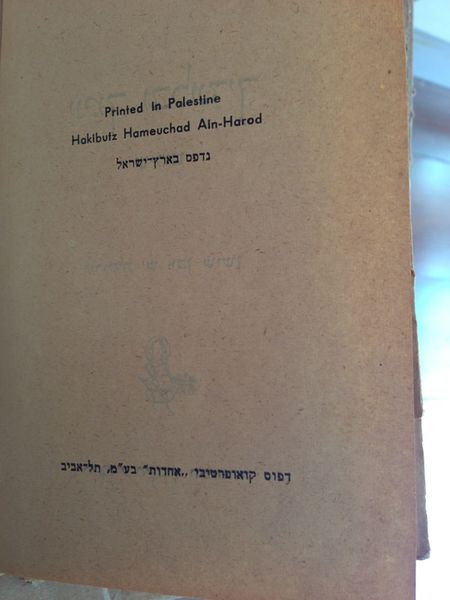 Printed in Palestine
Hakibutz Hameuchad Ain-Harod
נדפס בארץ־ישראל
דפוס קואופרטיבי „אחדות" בע"מ, תל־אביב